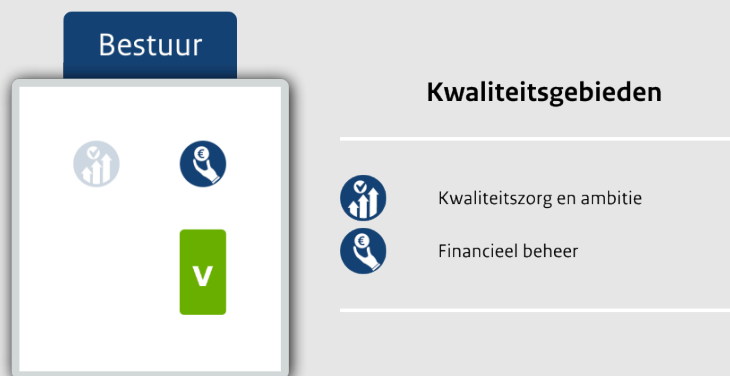 Bestuur
Kwaliteitsgebieden
€
Kwaliteitszorg en ambitie
€
Financieel beheer
V